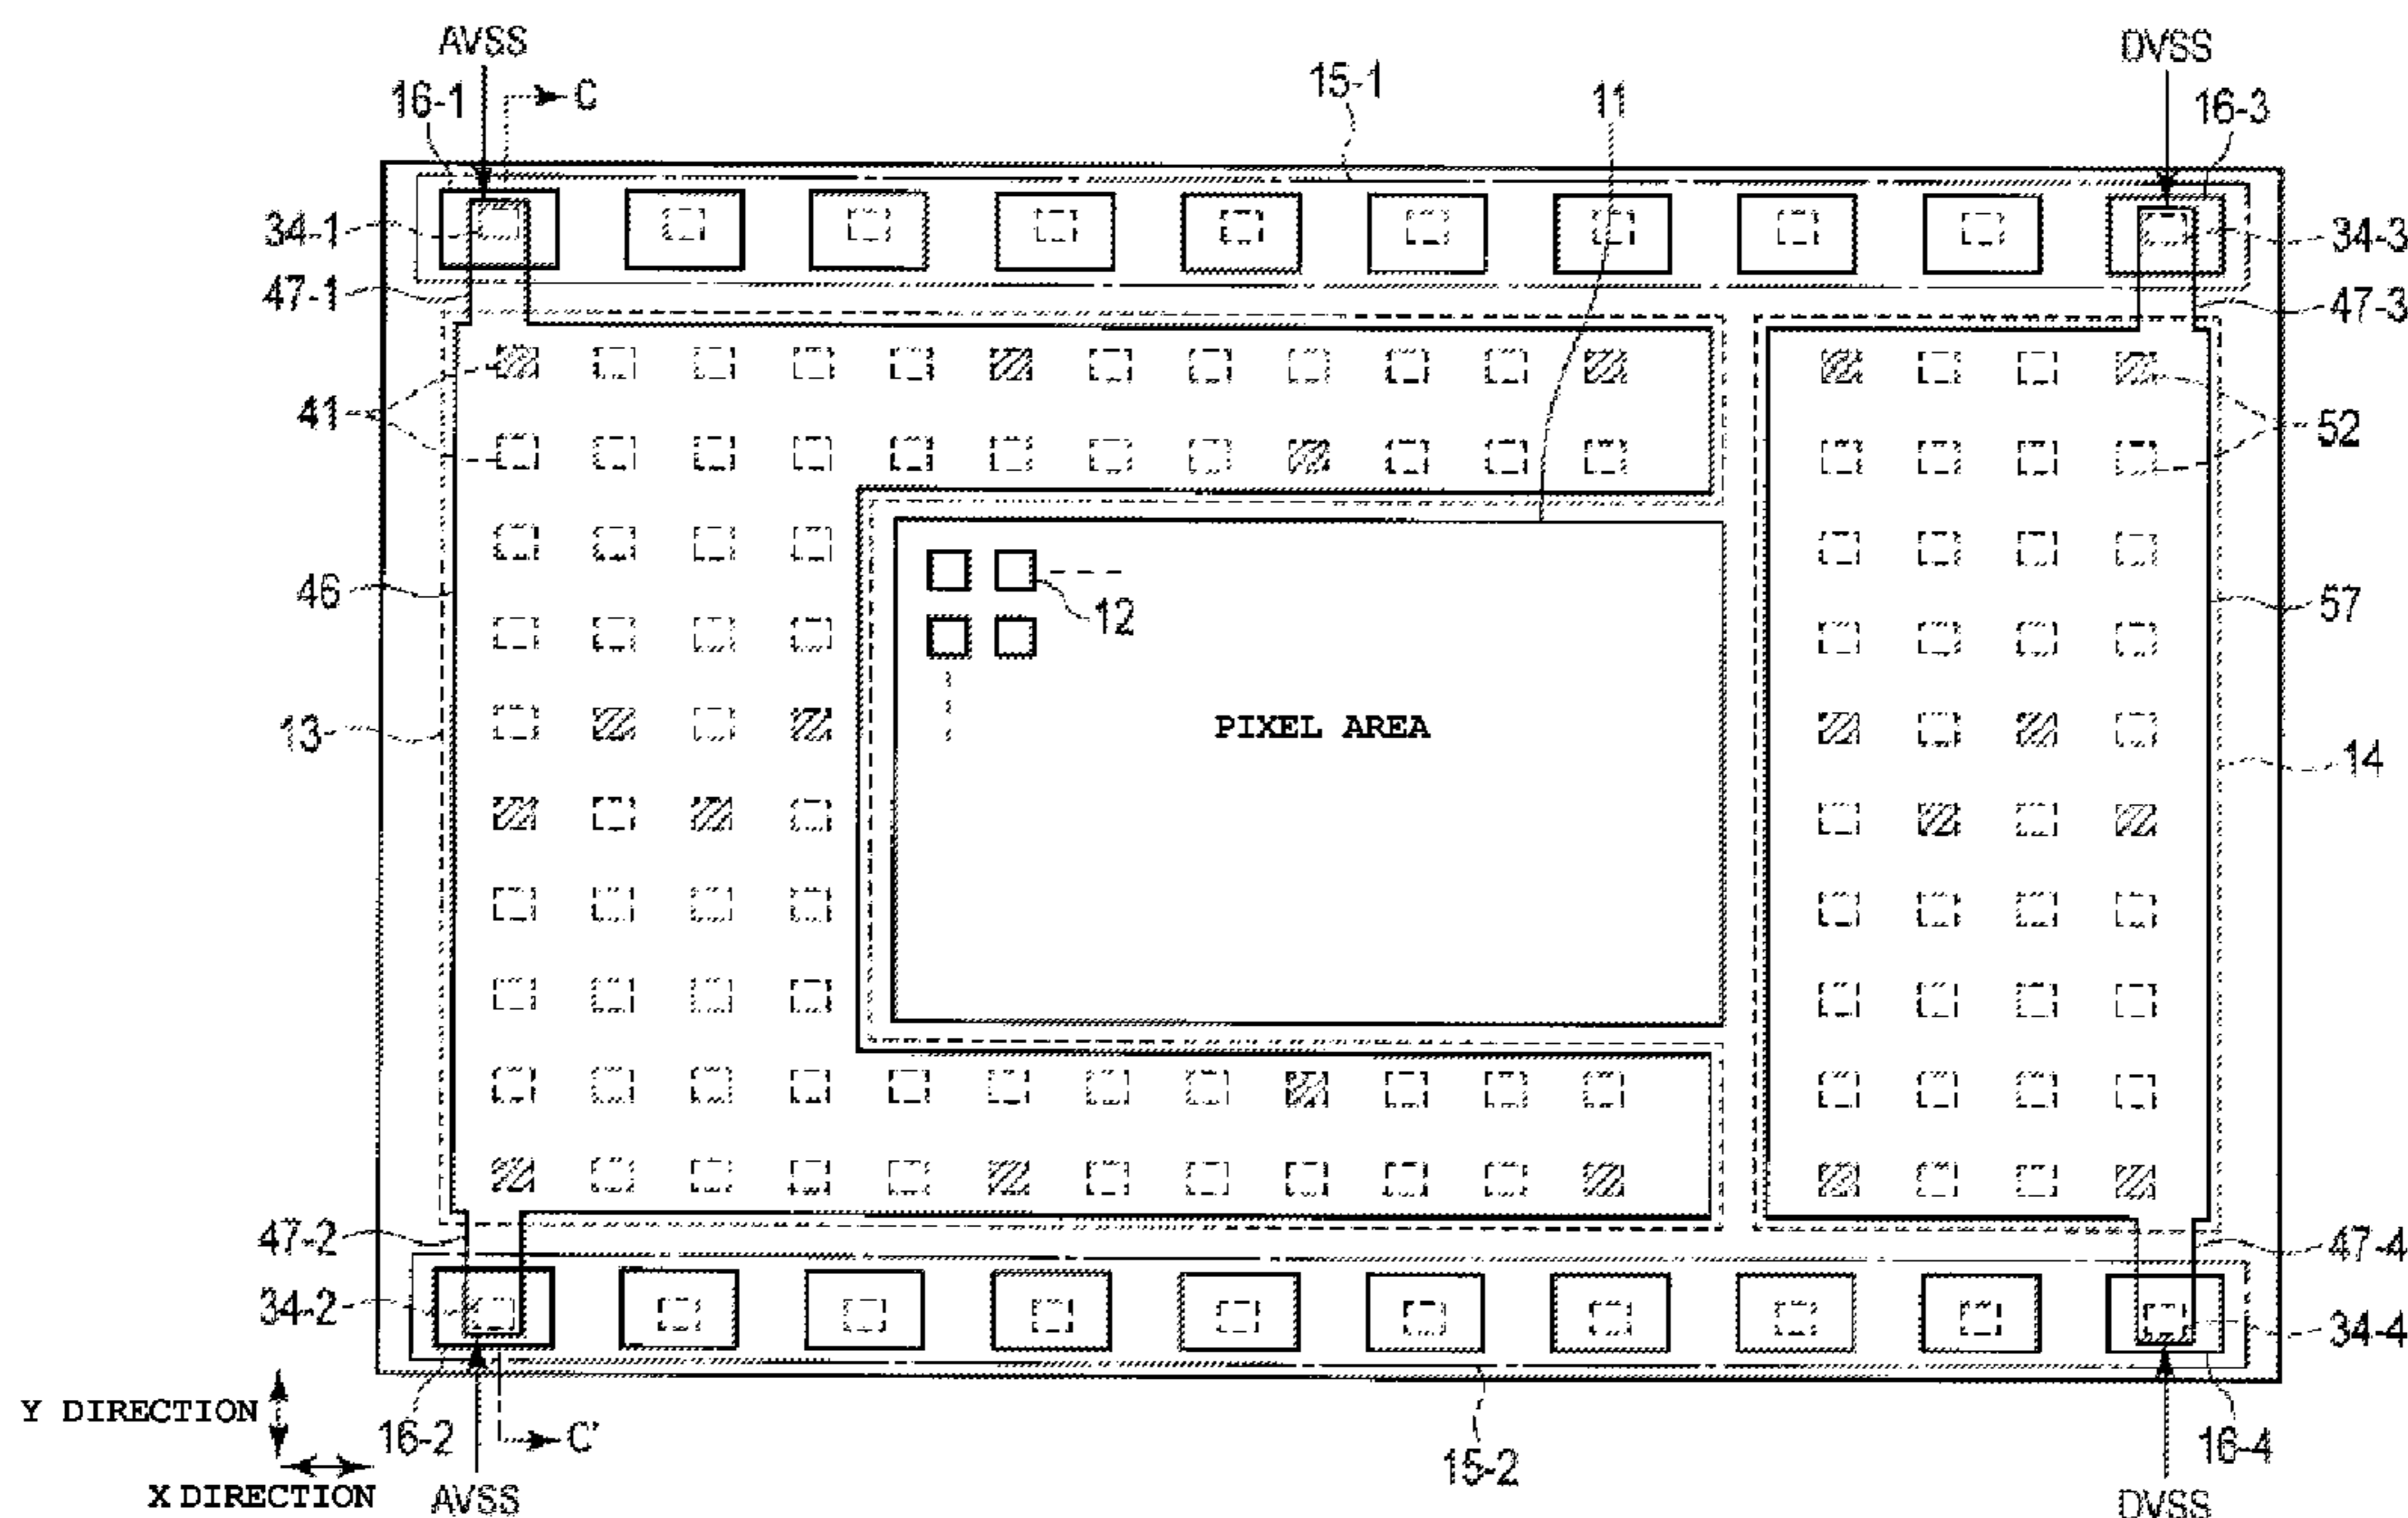 AVSS
DVSS
16-1
C
15-1
11
16-3
34-1
34-3
47-1
47-3
41
52
46
12
57
13
PIXEL AREA
14
47-2
47-4
34-2
34-4
Y DIRECTION
16-2
C'
15-2
16-4
X DIRECTION
AVSS
DVSS